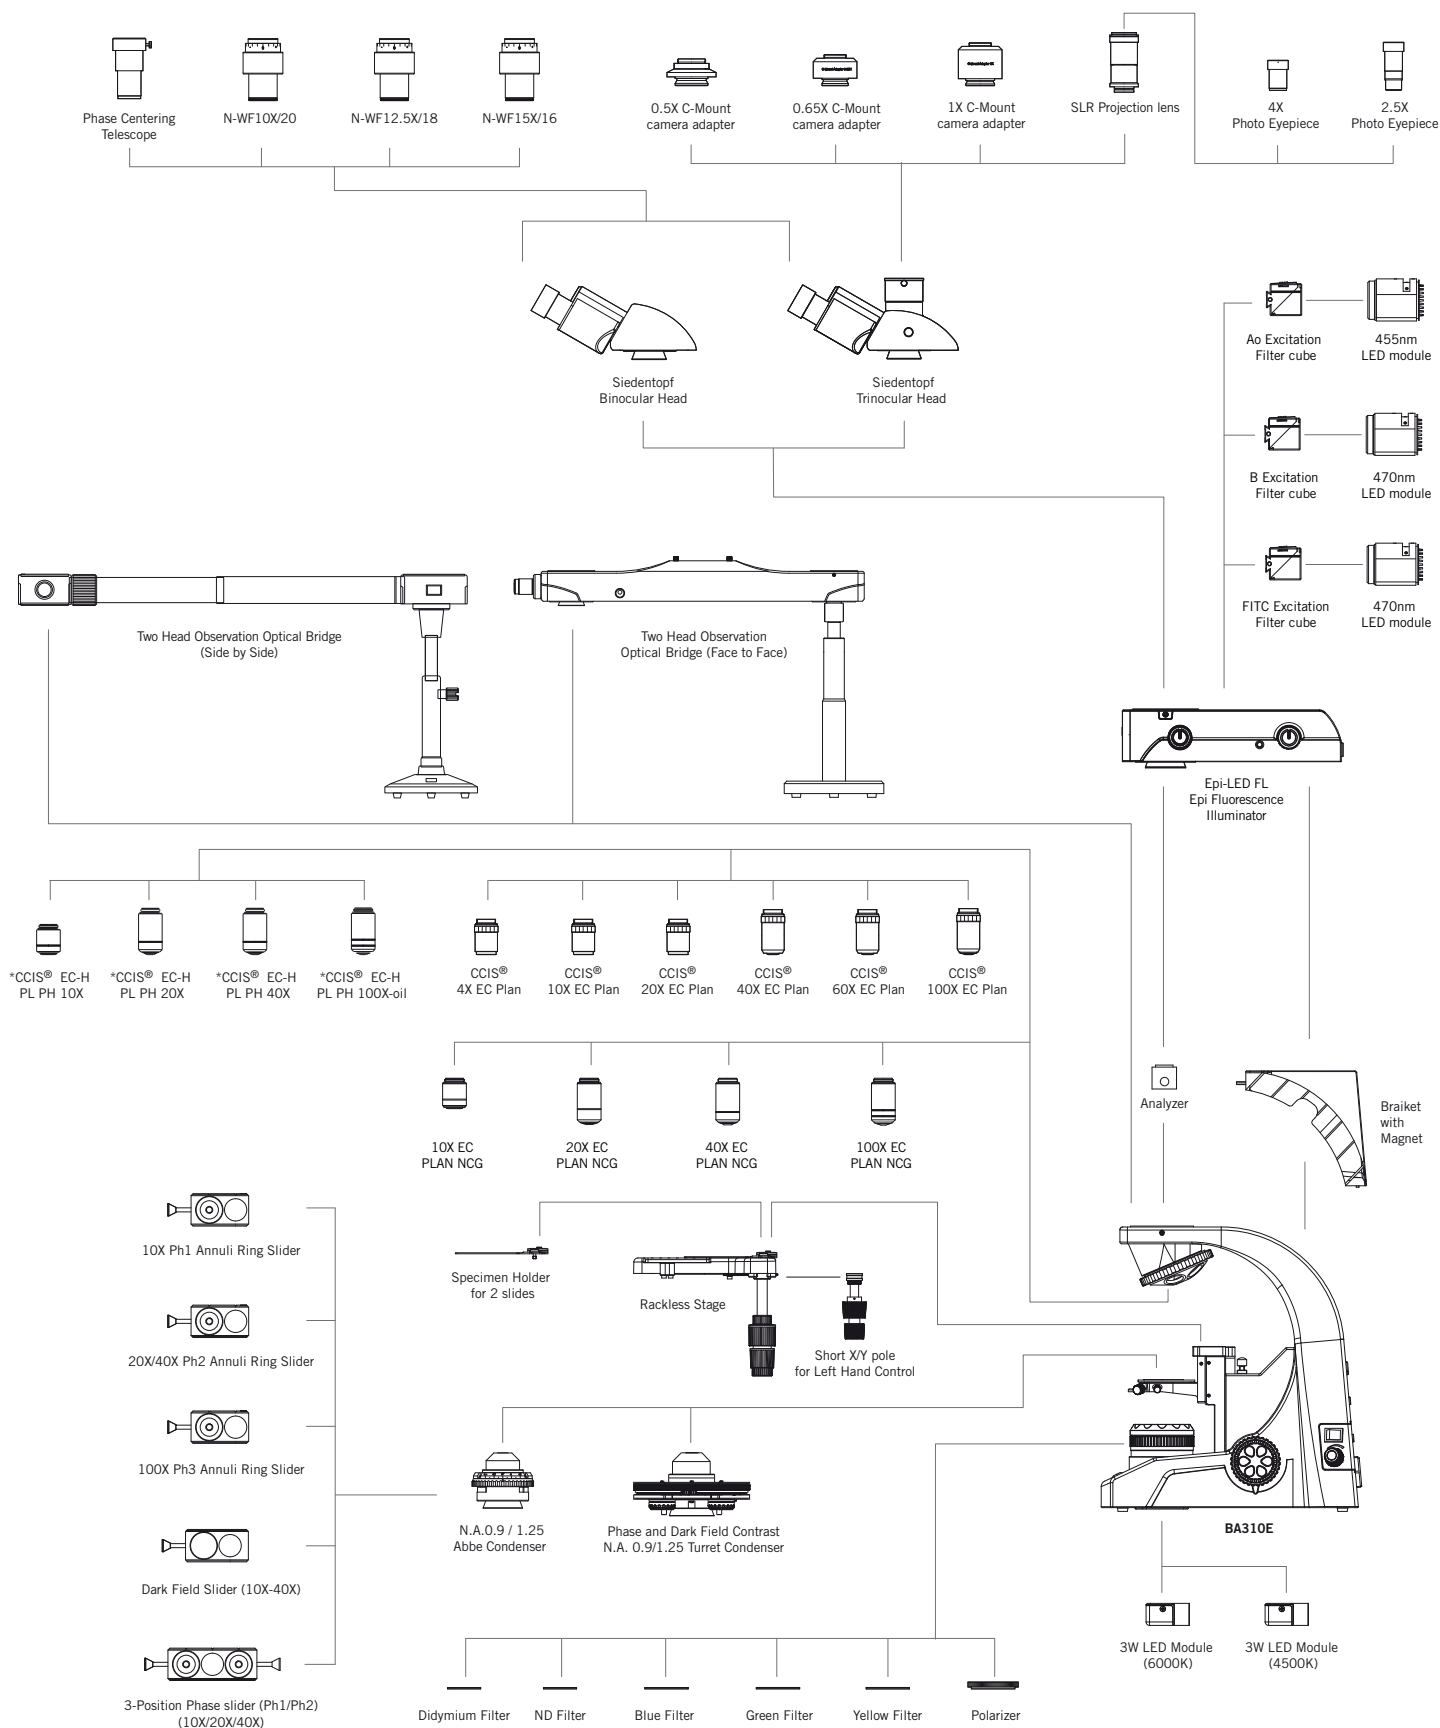 Phase Centering
Telescope
N-WF10X/20
N-WF12.5X/18
N-WF15X/16
0.5X C-Mount
camera adapter
0.65X C-Mount
camera adapter
1X C-Mount
camera adapter
SLR Projection lens
4X
Photo Eyepiece
2.5X
Photo Eyepiece
Siedentopf
Binocular Head
Siedentopf
Trinocular Head
Ao Excitation
Filter cube
455nm
LED module
B Excitation
Filter cube
470nm
LED module
FITC Excitation
Filter cube
470nm
LED module
Two Head Observation Optical Bridge
(Side by Side)
Two Head Observation
Optical Bridge (Face to Face)
Epi-LED FL
Epi Fluorescence
Illuminator
*CCIS® EC-H
PL PH 10X
*CCIS® EC-H
PL PH 20X
*CCIS® EC-H
PL PH 40X
*CCIS® EC-H
PL PH 100X-oil
CCIS®
4X EC Plan
CCIS®
10X EC Plan
CCIS®
20X EC Plan
CCIS®
40X EC Plan
CCIS®
60X EC Plan
CCIS®
100X EC Plan
10X EC
PLAN NCG
20X EC
PLAN NCG
40X EC
PLAN NCG
100X EC
PLAN NCG
Analyzer
Braiket
with
Magnet
10X Ph1 Annuli Ring Slider
20X/40X Ph2 Annuli Ring Slider
100X Ph3 Annuli Ring Slider
Dark Field Slider (10X-40X)
3-Position Phase slider (Ph1/Ph2)
(10X/20X/40X)
Specimen Holder
for 2 slides
Rackless Stage
Short X/Y pole
for Left Hand Control
N.A.0.9 / 1.25
Abbe Condenser
Phase and Dark Field Contrast
N.A. 0.9/1.25 Turret Condenser
BA310E
3W LED Module
(6000K)
3W LED Module
(4500K)
Didymium Filter
ND Filter
Blue Filter
Green Filter
Yellow Filter
Polarizer